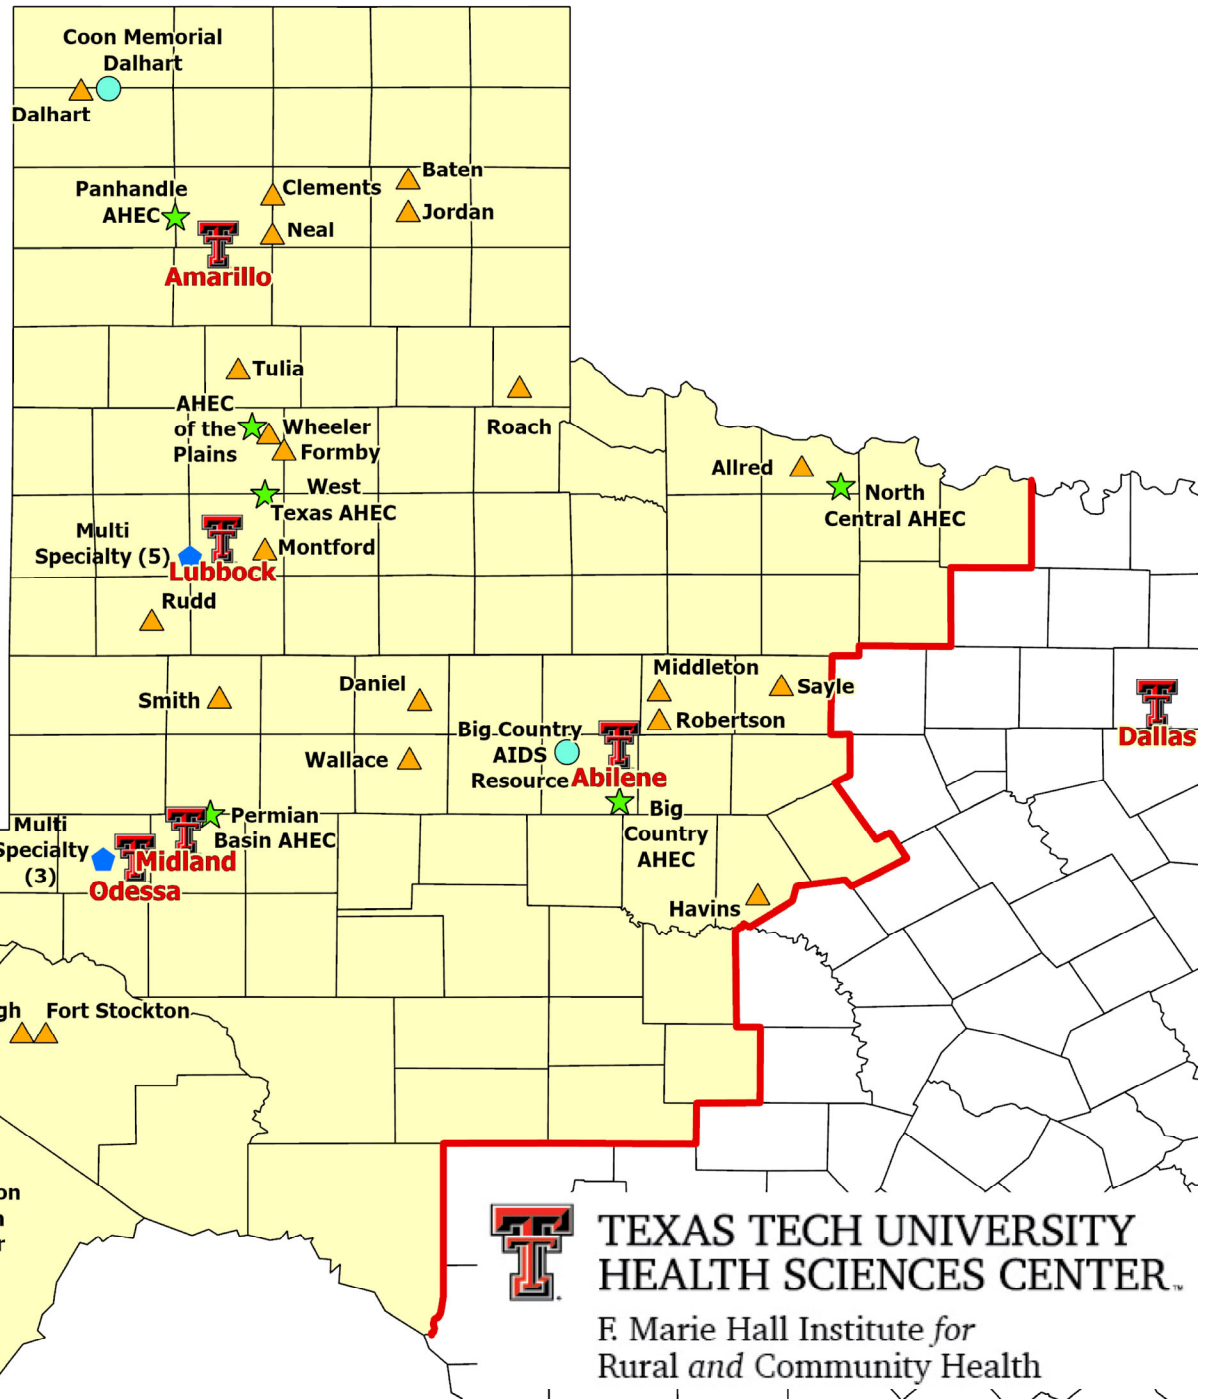 Coon Memorial
Dalhart
Dalhart
Baten
Panhandle
AHEC
Clements
Jordan
Neal
Amarillo
Tulia
AHEC
of the
Plains
Wheeler
Formby
Roach
Allred
West
Texas AHEC
North
Central AHEC
Multi
Specialty (5)
Montford
Lubbock
Rudd
Middleton
Smith
Daniel
Sayle
Robertson
Big Country
AIDS
Resource
Wallace
Abilene
Dallas
Big
Country
AHEC
Permian
Basin AHEC
Multi
Specialty
(3)
Midland
Odessa
Havins
gh
Fort Stockton
on
r
TEXAS TECH UNIVERSITY
HEALTH SCIENCES CENTER™
F. Marie Hall Institute for
Rural and Community Health